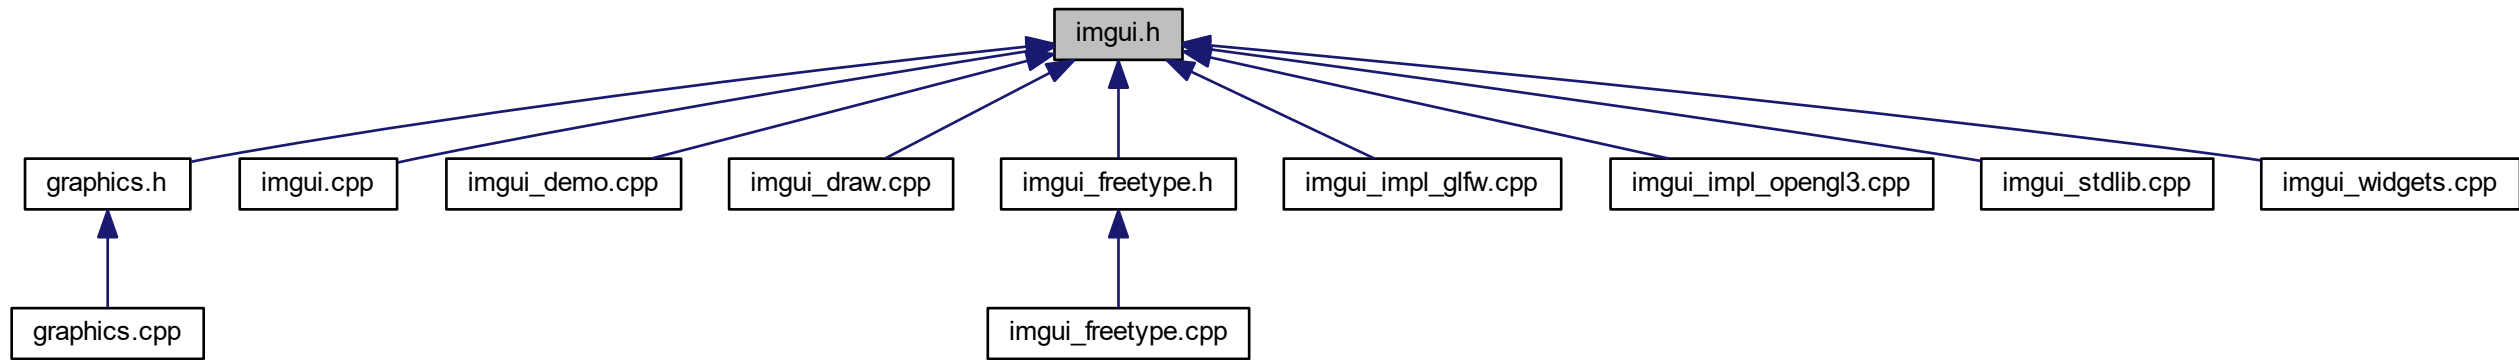 imgui.h
graphics.h
imgui.cpp
imgui_demo.cpp
imgui_draw.cpp
imgui_freetype.h
imgui_impl_glfw.cpp
imgui_impl_opengl3.cpp
imgui_stdlib.cpp
imgui_widgets.cpp
graphics.cpp
imgui_freetype.cpp